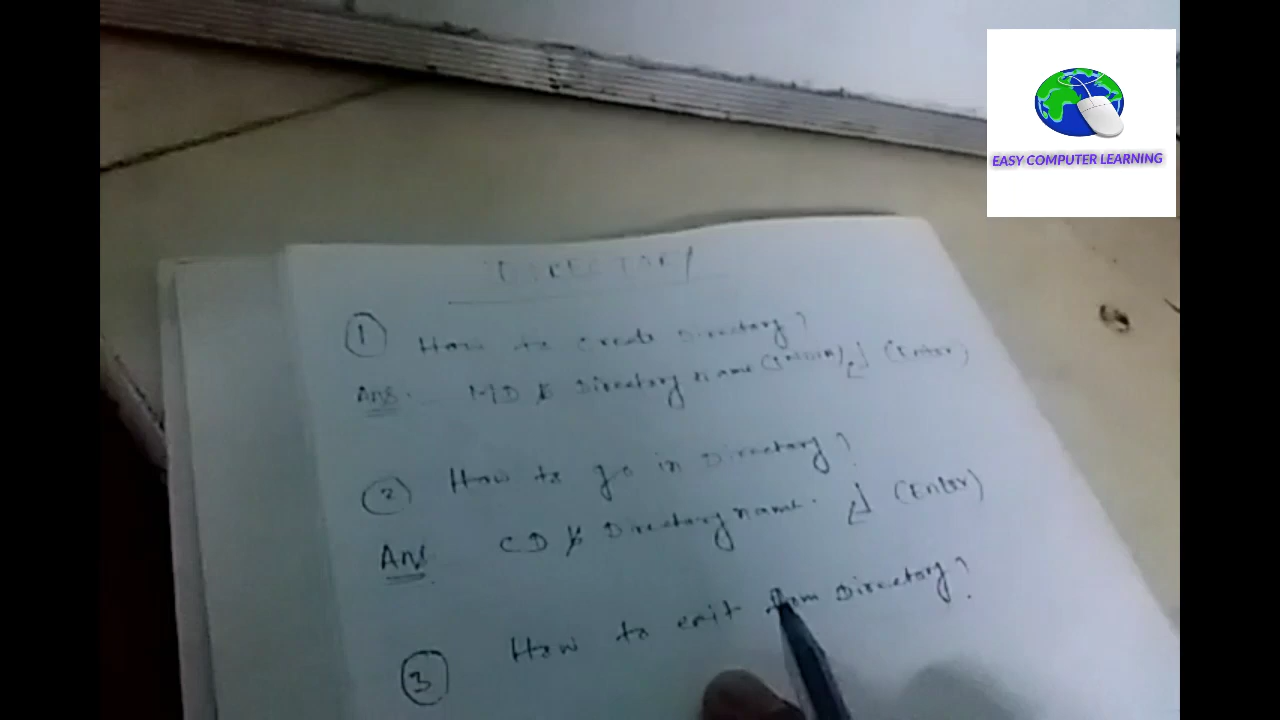 EASY COMPUTER LEARNING
DIRECTORY
① How to create Directory?
Ans. MD ƀ Directory name ↲ (Enter)
② How to go in Directory?
Ans CD ƀ Directory name. ↲ (Enter)
③ How to exit from Directory?